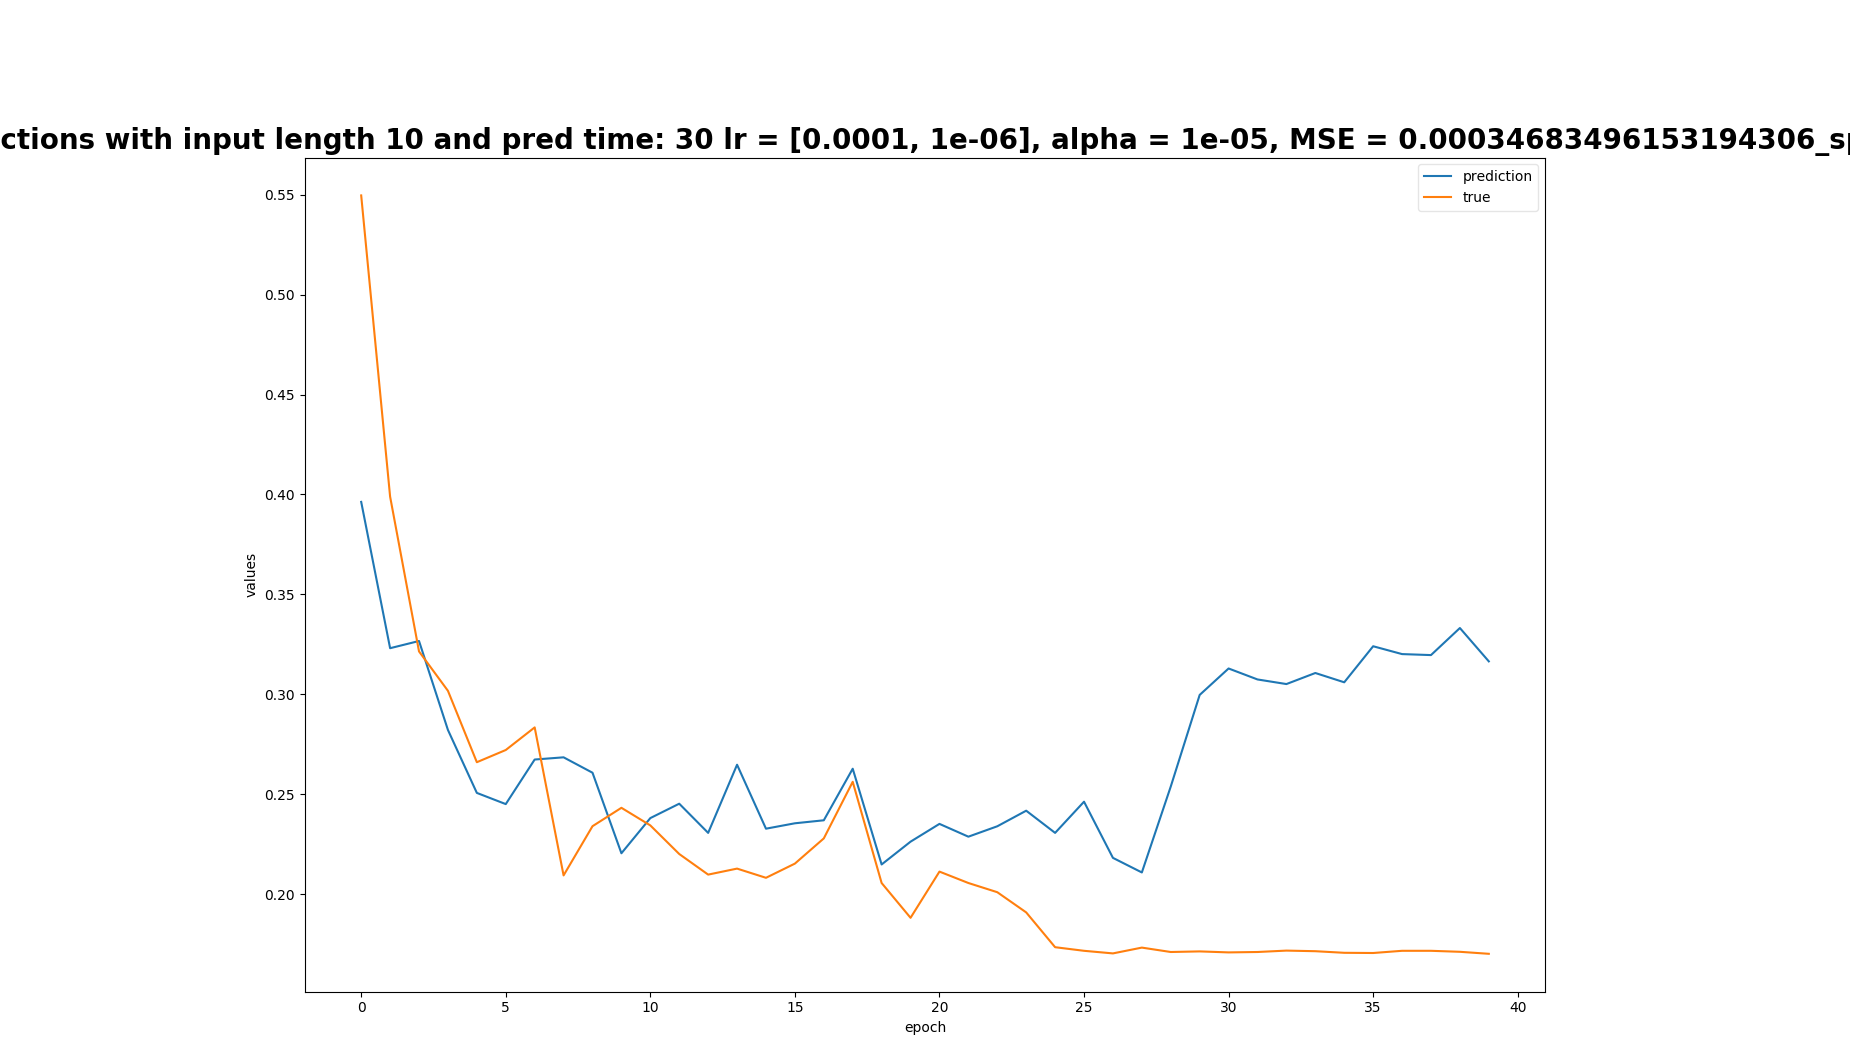 ctions with input length 10 and pred time: 30 lr = [0.0001, 1e-06], alpha = 1e-05, MSE = 0.00034683496153194306_sp
prediction
true
0.55
0.50
0.45
0.40
0.35
0.30
0.25
0.20
values
0 5 10 15 20 25 30 35 40
epoch